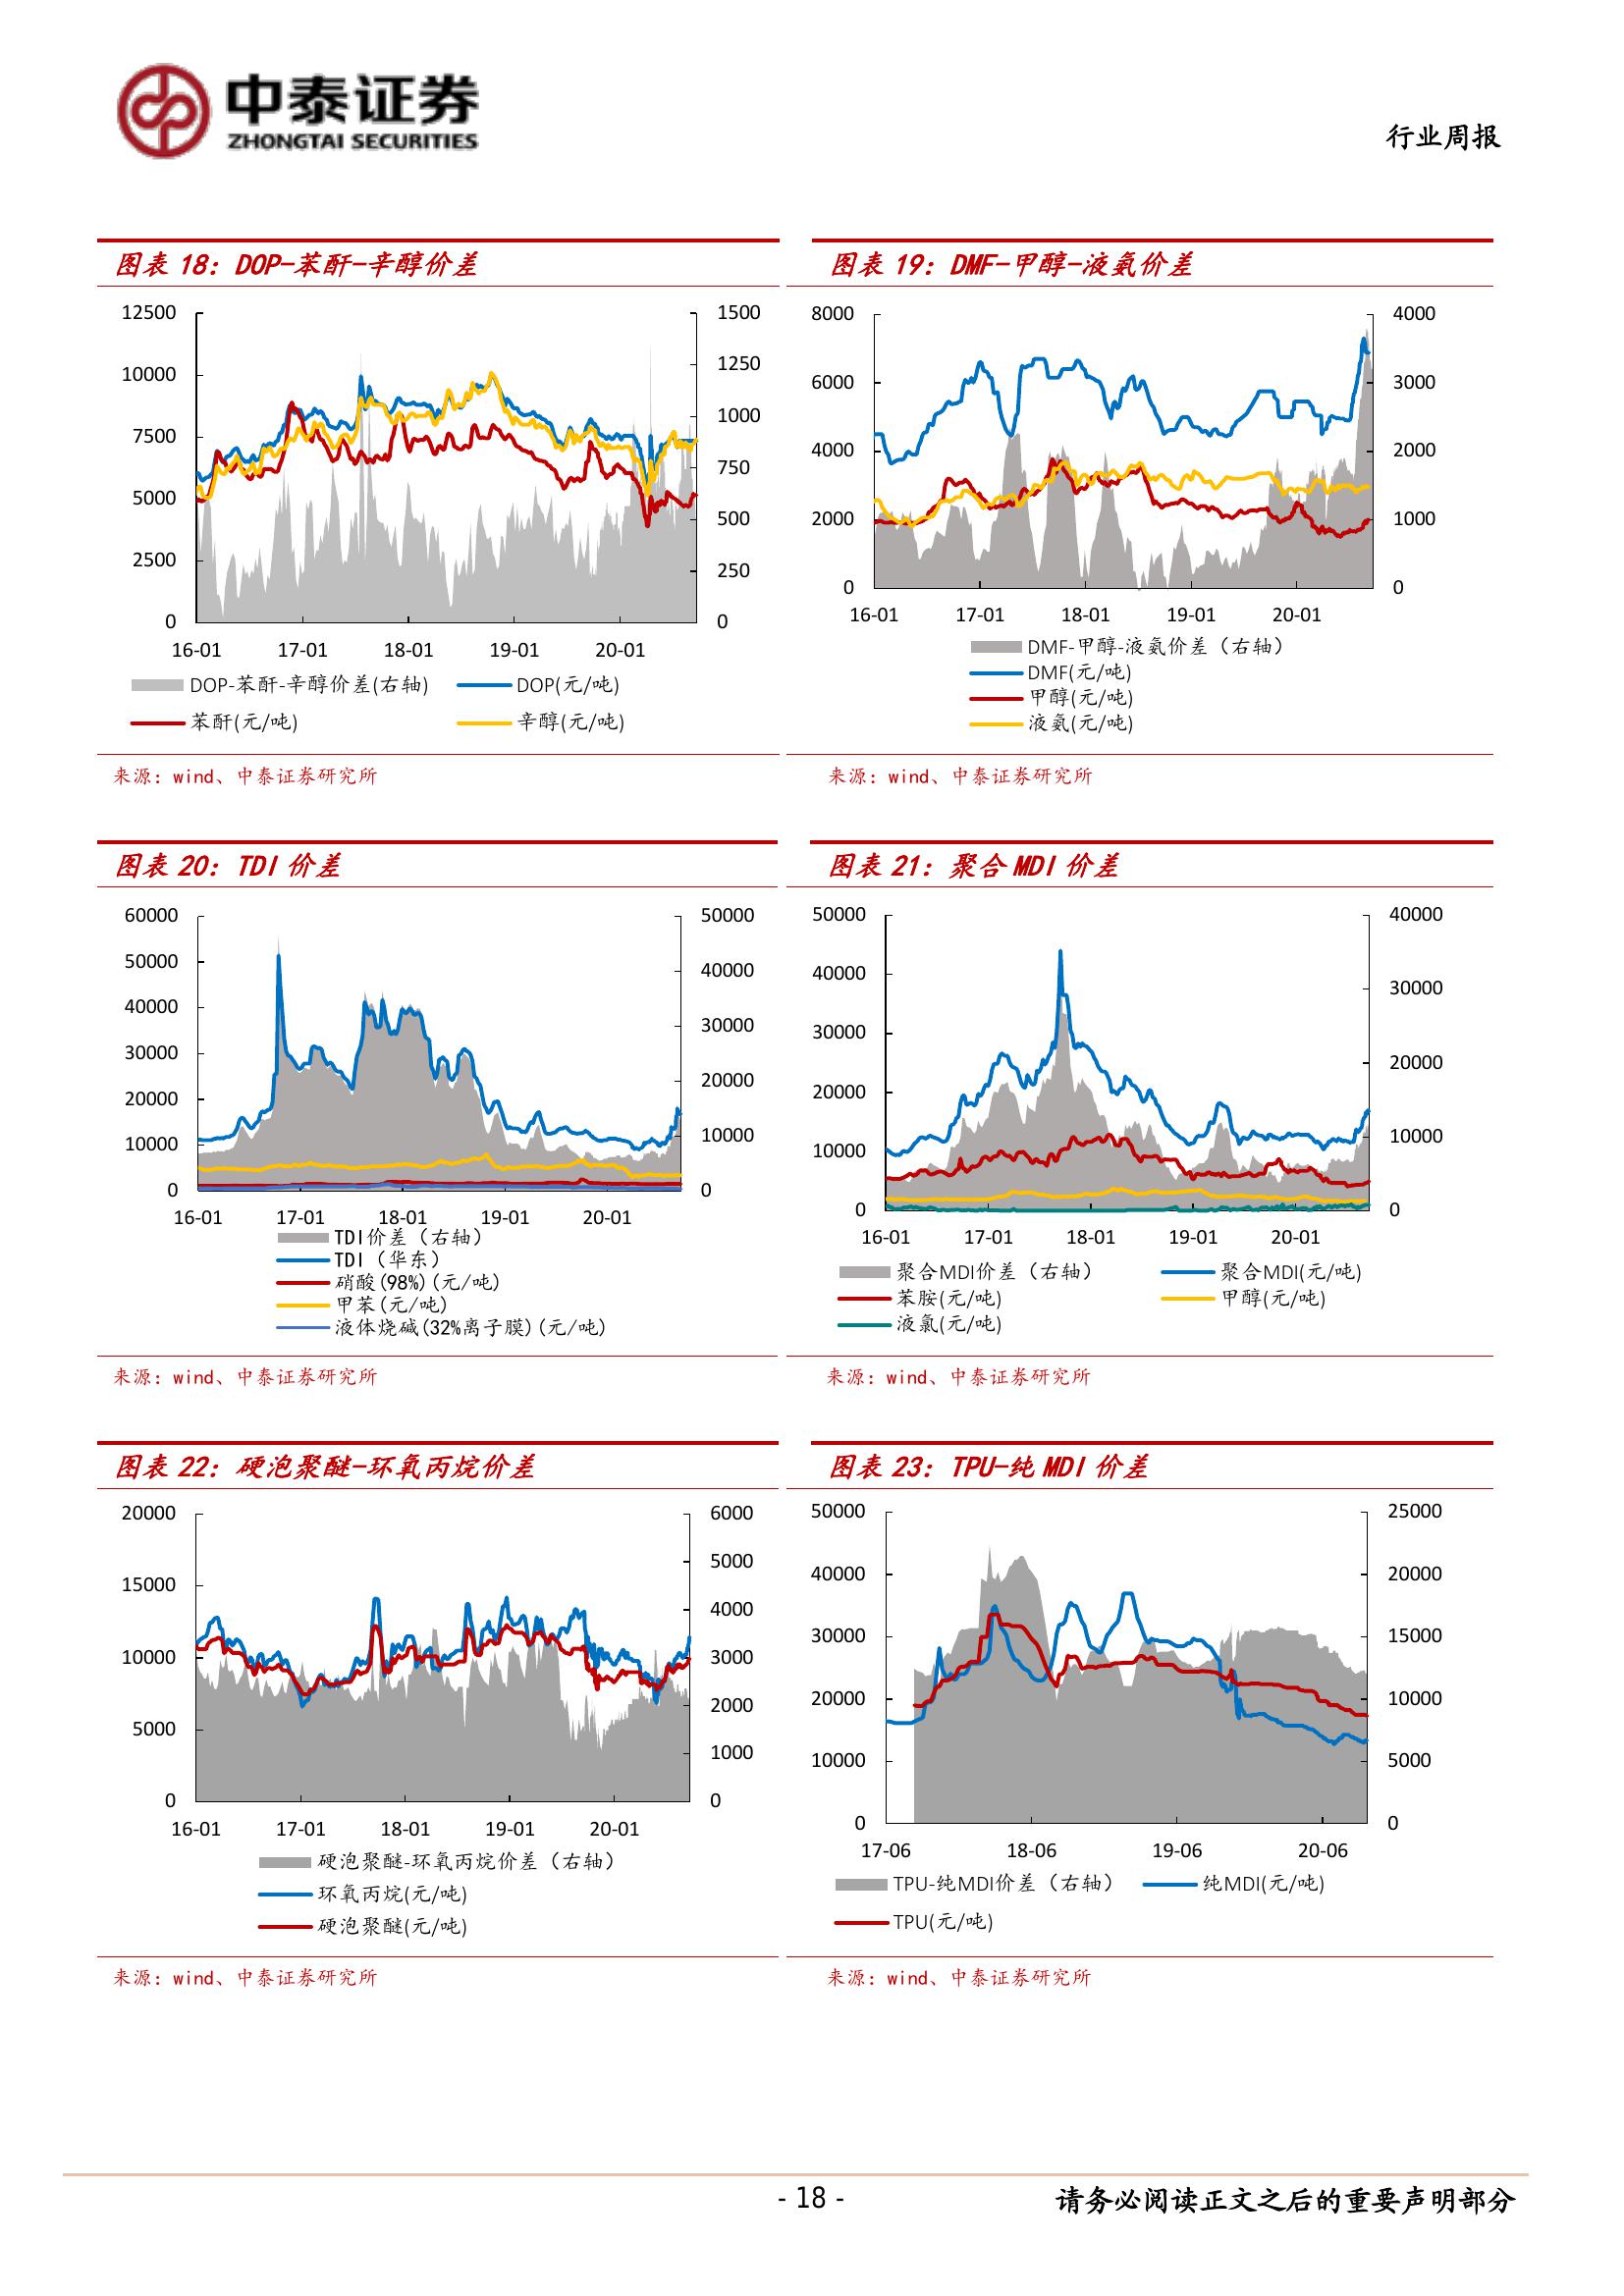 中泰证券
ZHONGTAI SECURITIES
行业周报
图表 18：DOP-苯酐-辛醇价差
12500
10000
7500
5000
2500
0
1500
1250
1000
750
500
250
0
16-01 17-01 18-01 19-01 20-01
DOP-苯酐-辛醇价差(右轴) DOP(元/吨)
苯酐(元/吨) 辛醇(元/吨)
来源：wind、中泰证券研究所
图表 19：DMF-甲醇-液氨价差
8000
6000
4000
2000
0
4000
3000
2000
1000
0
16-01 17-01 18-01 19-01 20-01
DMF-甲醇-液氨价差（右轴）
DMF(元/吨)
甲醇(元/吨)
液氨(元/吨)
来源：wind、中泰证券研究所
图表 20：TDI 价差
60000
50000
40000
30000
20000
10000
0
50000
40000
30000
20000
10000
0
16-01 17-01 18-01 19-01 20-01
TDI价差（右轴）
TDI（华东）
硝酸(98%)(元/吨)
甲苯(元/吨)
液体烧碱(32%离子膜)(元/吨)
来源：wind、中泰证券研究所
图表 21：聚合 MDI 价差
50000
40000
30000
20000
10000
0
40000
30000
20000
10000
0
16-01 17-01 18-01 19-01 20-01
聚合MDI价差（右轴） 聚合MDI(元/吨)
苯胺(元/吨) 甲醇(元/吨)
液氯(元/吨)
来源：wind、中泰证券研究所
图表 22：硬泡聚醚-环氧丙烷价差
20000
15000
10000
5000
0
6000
5000
4000
3000
2000
1000
0
16-01 17-01 18-01 19-01 20-01
硬泡聚醚-环氧丙烷价差（右轴）
环氧丙烷(元/吨)
硬泡聚醚(元/吨)
来源：wind、中泰证券研究所
图表 23：TPU-纯 MDI 价差
50000
40000
30000
20000
10000
0
25000
20000
15000
10000
5000
0
17-06 18-06 19-06 20-06
TPU-纯MDI价差（右轴） 纯MDI(元/吨)
TPU(元/吨)
来源：wind、中泰证券研究所
- 18 -
请务必阅读正文之后的重要声明部分